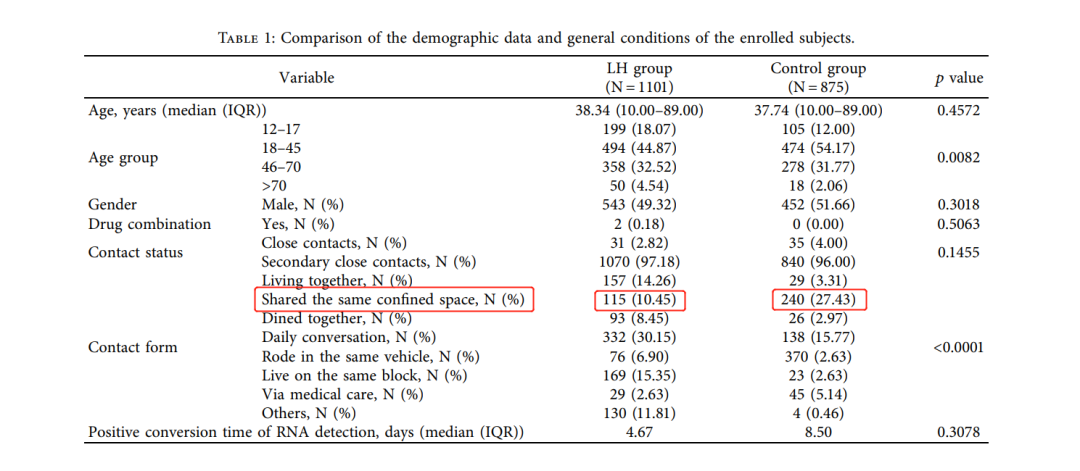 TABLE 1: Comparison of the demographic data and general conditions of the enrolled subjects.
Variable LH group (N = 1101) Control group (N = 875) p value
Age, years (median (IQR)) 38.34 (10.00–89.00) 37.74 (10.00–89.00) 0.4572
Age group 12–17 199 (18.07) 105 (12.00) 0.0082
18–45 494 (44.87) 474 (54.17)
46–70 358 (32.52) 278 (31.77)
>70 50 (4.54) 18 (2.06)
Gender Male, N (%) 543 (49.32) 452 (51.66) 0.3018
Drug combination Yes, N (%) 2 (0.18) 0 (0.00) 0.5063
Contact status Close contacts, N (%) 31 (2.82) 35 (4.00) 0.1455
Secondary close contacts, N (%) 1070 (97.18) 840 (96.00)
Contact form Living together, N (%) 157 (14.26) 29 (3.31) <0.0001
Shared the same confined space, N (%) 115 (10.45) 240 (27.43)
Dined together, N (%) 93 (8.45) 26 (2.97)
Daily conversation, N (%) 332 (30.15) 138 (15.77)
Rode in the same vehicle, N (%) 76 (6.90) 370 (2.63)
Live on the same block, N (%) 169 (15.35) 23 (2.63)
Via medical care, N (%) 29 (2.63) 45 (5.14)
Others, N (%) 130 (11.81) 4 (0.46)
Positive conversion time of RNA detection, days (median (IQR)) 4.67 8.50 0.3078